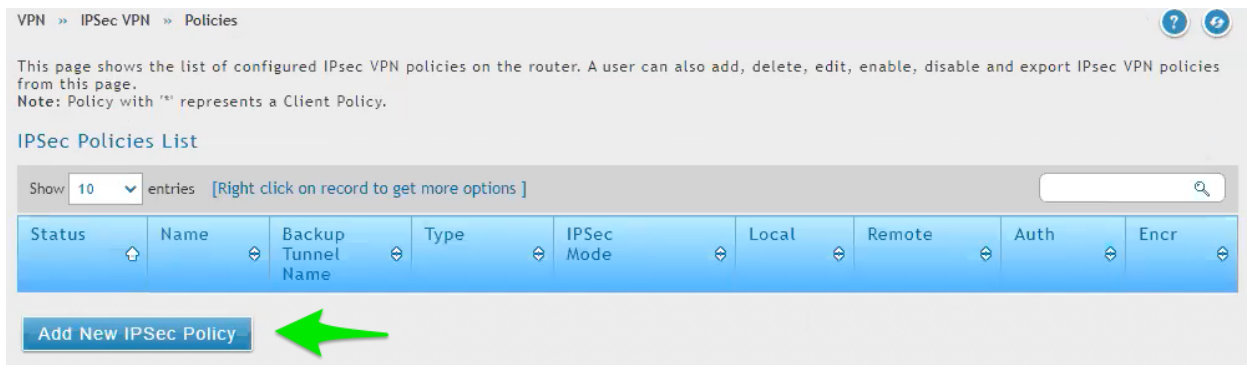 VPN » IPSec VPN » Policies
?
This page shows the list of configured IPsec VPN policies on the router. A user can also add, delete, edit, enable, disable and export IPsec VPN policies
from this page.
Note: Policy with '*' represents a Client Policy.
IPSec Policies List
Show 10 entries [Right click on record to get more options ]
Status Name Backup Type IPSec Local Remote Auth Encr
Tunnel Mode
Name
Add New IPSec Policy